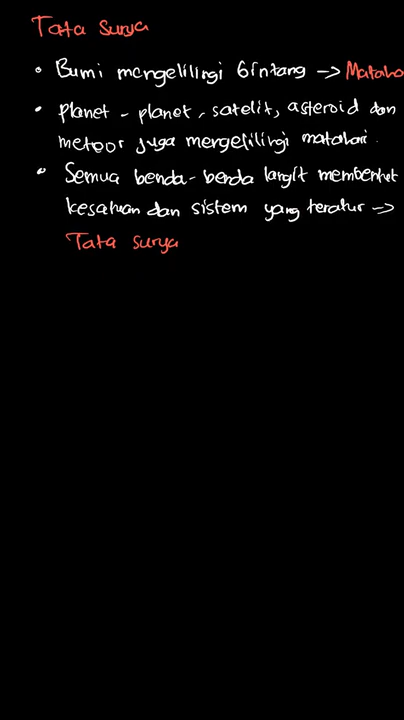 Tata Surya
• Bumi mengelilingi bintang → Mataha
• planet - planet, satelit, asteroid dan
meteor juga mengelilingi matahari.
• Semua benda - benda langit membentuk
kesatuan dan sistem yang teratur →
Tata surya